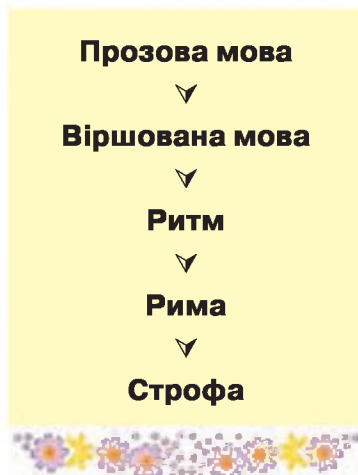 Прозова мова
Віршована мова
Ритм
Рима
Строфа